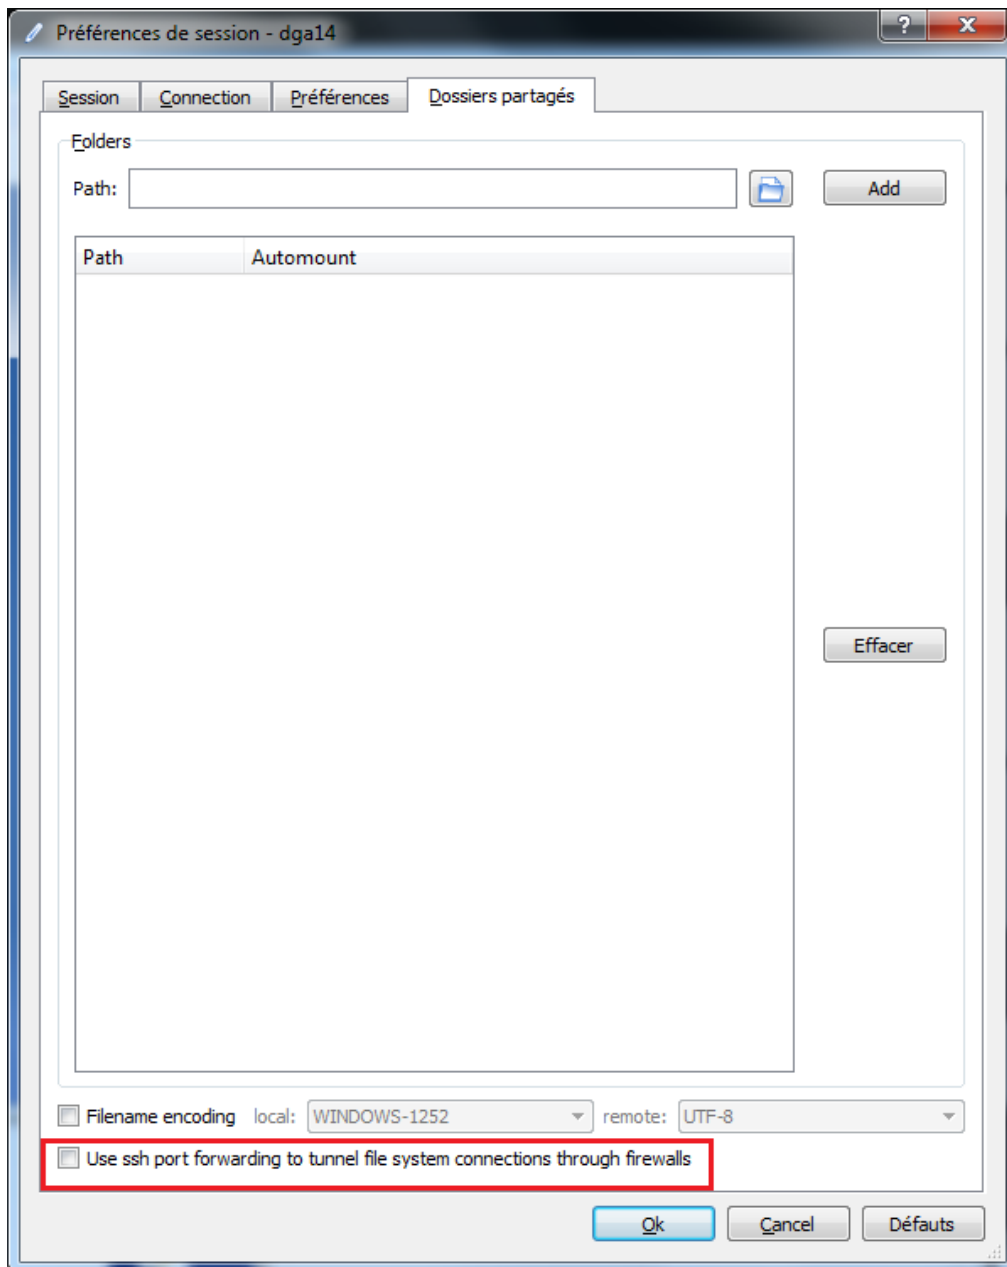 Préférences de session - dga14
Session Connection Préférences Dossiers partagés
Folders
Path: Add
Path Automount
Effacer
Filename encoding local: WINDOWS-1252 remote: UTF-8
Use ssh port forwarding to tunnel file system connections through firewalls
Ok Cancel Défauts